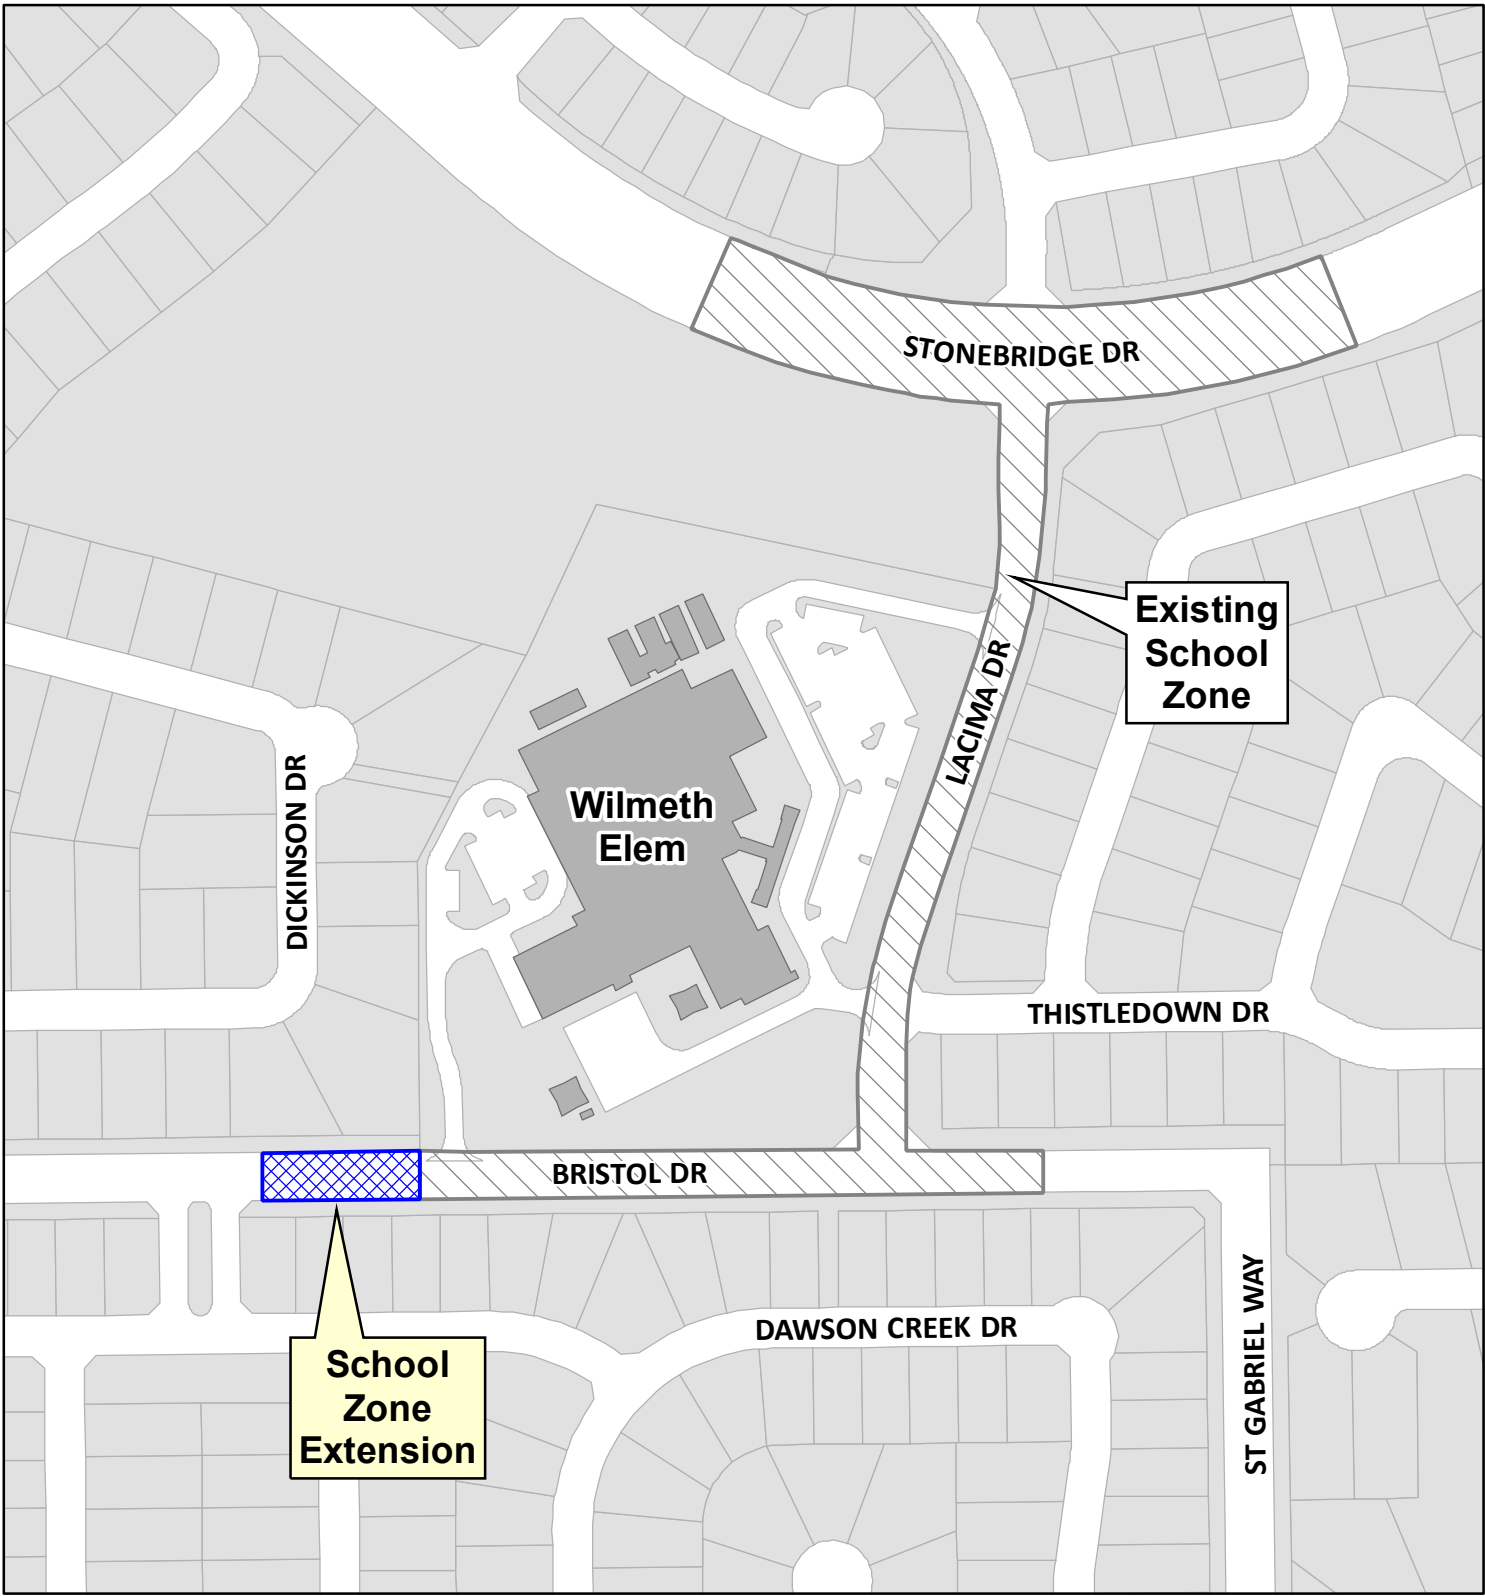 STONEBRIDGE DR
Existing
School
Zone
LACIMA DR
Wilmeth
Elem
DICKINSON DR
THISTLEDOWN DR
BRISTOL DR
School
Zone
Extension
DAWSON CREEK DR
ST GABRIEL WAY